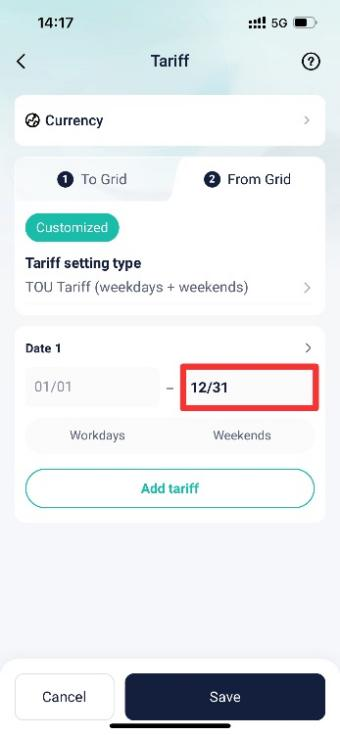 14:17
5G
Tariff
Currency
1 To Grid
2 From Grid
Customized
Tariff setting type
TOU Tariff (weekdays + weekends)
Date 1
01/01 – 12/31
Workdays Weekends
Add tariff
Cancel Save